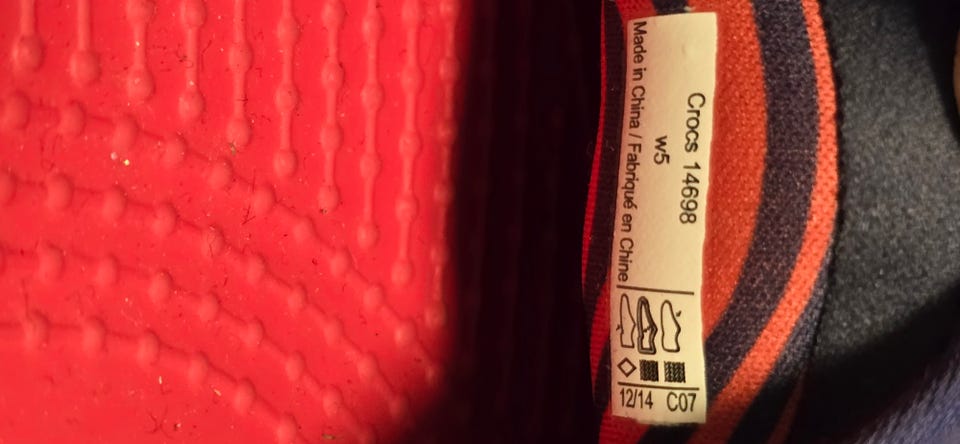 Crocs 14698
w5
Made in China / Fabriqué en Chine
12/14 C07